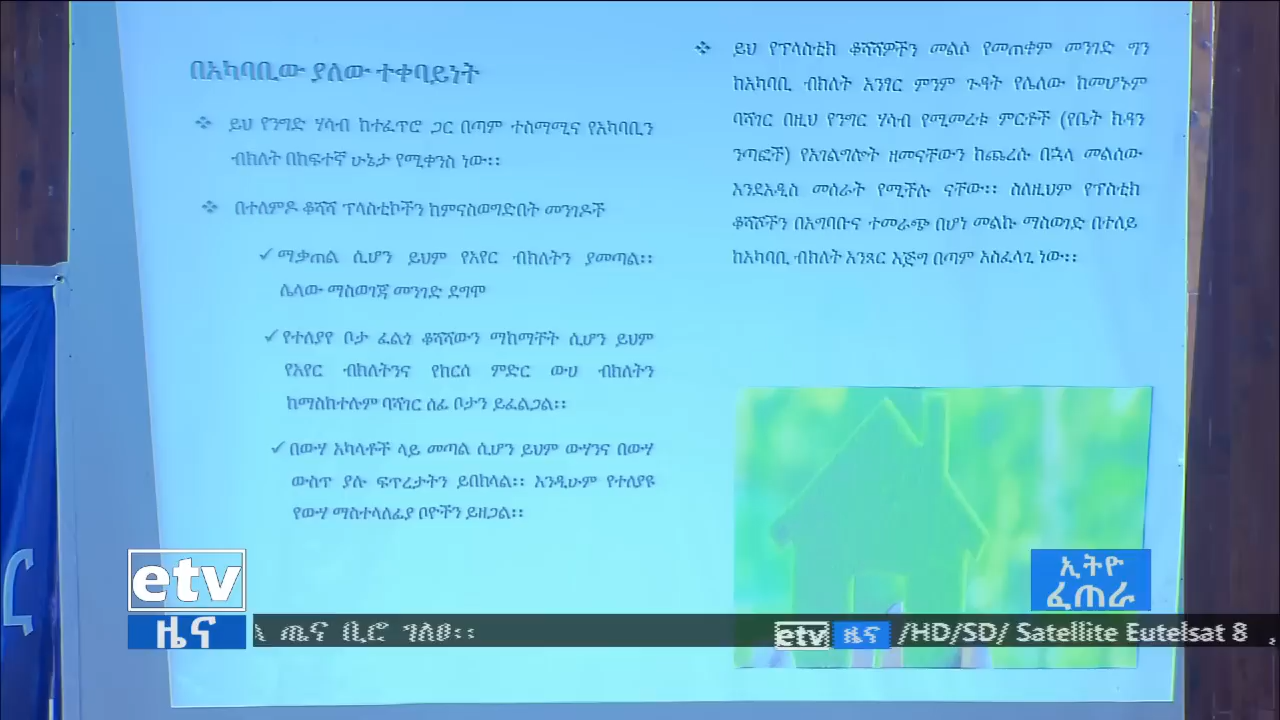 በአካባቢው ያለው ተቀባይነት
❖ ይህ የንግድ ሃሳብ ከተፈጥሮ ጋር በጣም ተስማሚና የአካባቢን
ብክለት በከፍተኛ ሁኔታ የሚቀንስ ነው፡፡
❖ በተለምዶ ቆሻሻ ፕላስቲኮችን ከምናስወግድበት መንገዶች
✓ ማቃጠል ሲሆን ይህም የአየር ብክለትን ያመጣል፡፡
ሌላው ማስወገጃ መንገድ ደግሞ
✓ የተለያየ ቦታ ፈልጎ ቆሻሻውን ማከማቸት ሲሆን ይህም
የአየር ብክለትንና የከርሰ ምድር ውሀ ብክለትን
ከማስከተሉም ባሻገር ሰፊ ቦታን ይፈልጋል፡፡
✓ በውሃ አካላቶች ላይ መጣል ሲሆን ይህም ውሃንና በውሃ
ውስጥ ያሉ ፍጥረታትን ይበክላል፡፡ እንዲሁም የተለያዩ
የውሃ ማስተላለፊያ ቦዮችን ይዘጋል፡፡
❖ ይህ የፕላስቲክ ቆሻሻዎችን መልሶ የመጠቀም መንገድ ግን
ከአካባቢ ብክለት አንፃር ምንም ጉዳት የሌለው ከመሆኑም
ባሻገር በዚህ የንግር ሃሳብ የሚመረቱ ምርቶች (የቤት ክዳን
ንጣፎች) የአገልግሎት ዘመናቸውን ከጨረሱ በኋላ መልሰው
እንደአዲስ መሰራት የሚችሉ ናቸው፡፡ ስለዚህም የፕስቲክ
ቆሻሾችን በአግባቡና ተመራጭ በሆነ መልኩ ማስወገድ በተለይ
ከአካባቢ ብክለት አንጻር እጅግ በጣም አስፈላጊ ነው፡፡
etv
ዜና
ኢትዮ
ፈጠራ
ጤና ቢሮ ገለፀ፡፡
etv ዜና /HD/SD/ Satellite Eutelsat 8